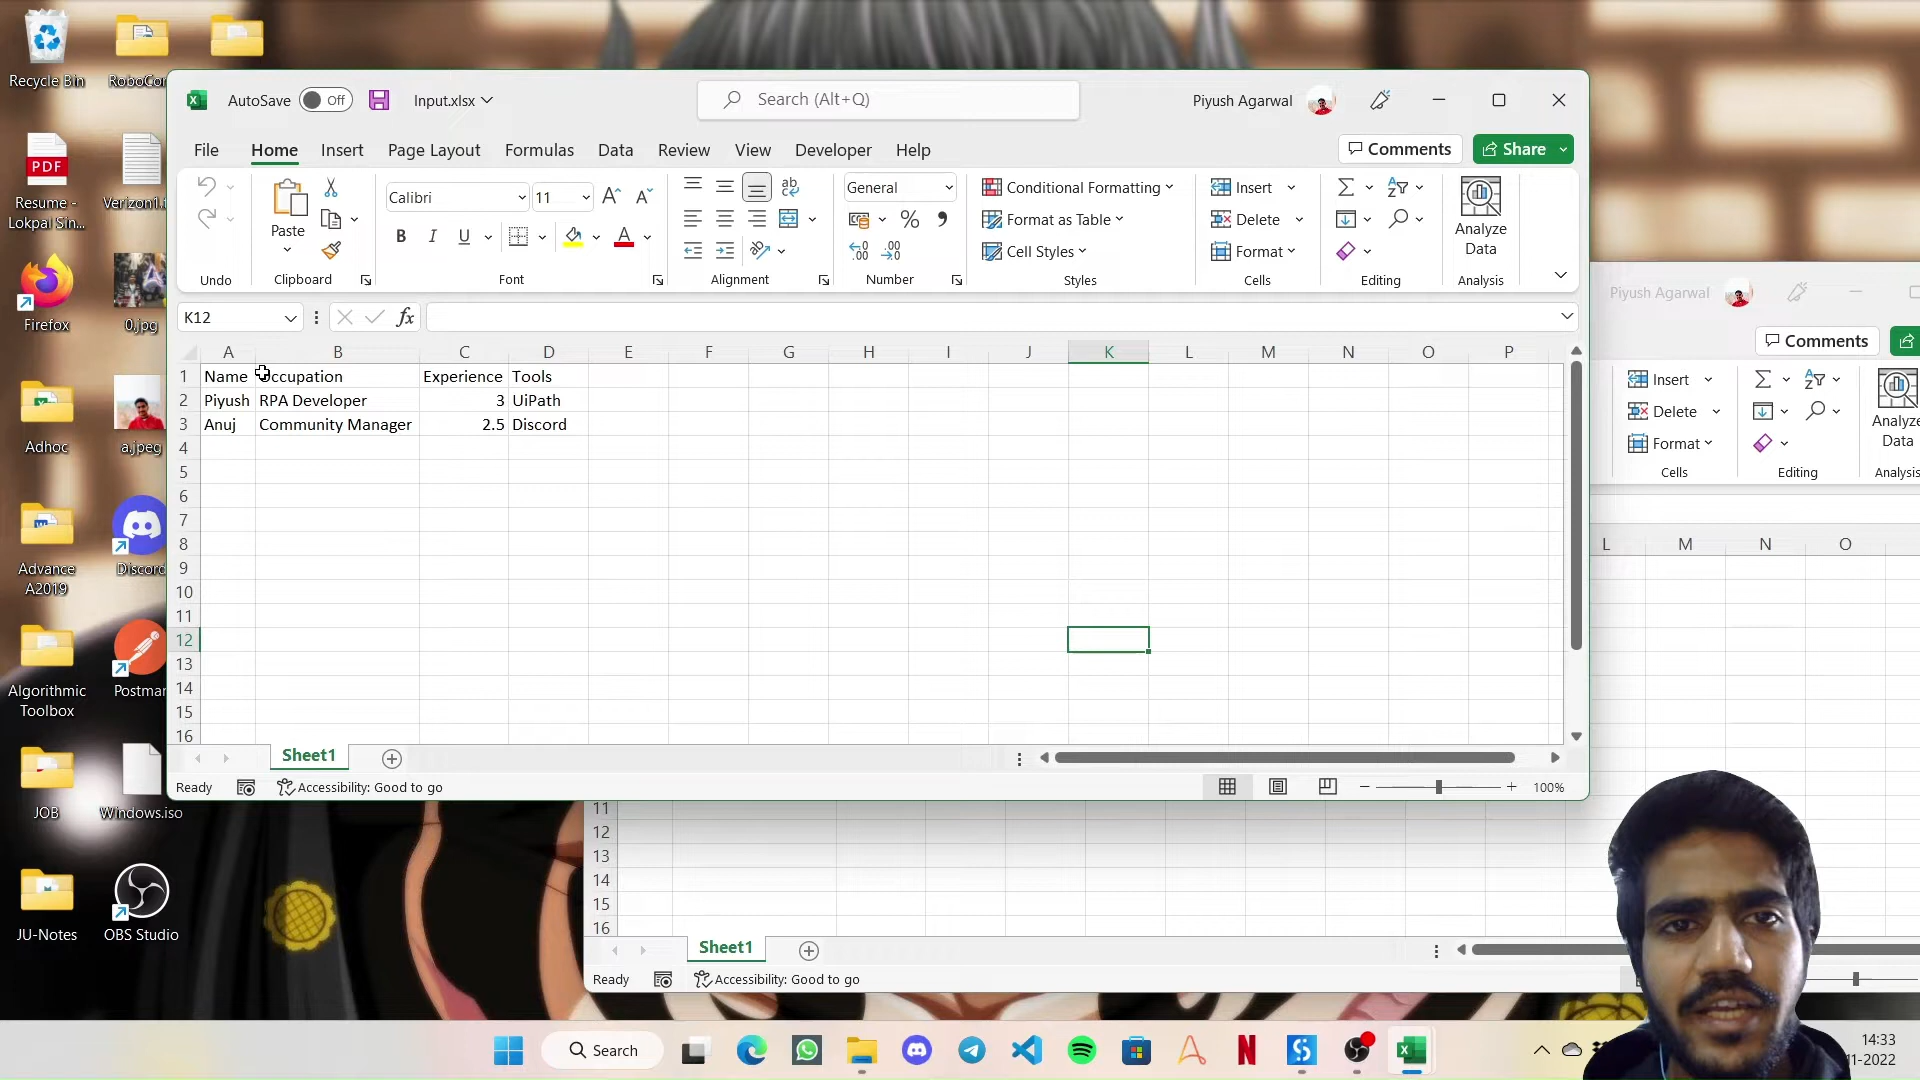 Recycle Bin
RoboCor
Resume -
Lokpal Sin...
Verizon1.t
PDF
Firefox
0.jpg
Adhoc
a.jpeg
Advance
A2019
Discord
Algorithmic
Toolbox
Postman
JOB
Windows.iso
JU-Notes
OBS Studio
AutoSave
Off
Input.xlsx
Search (Alt+Q)
Piyush Agarwal
File
Home
Insert
Page Layout
Formulas
Data
Review
View
Developer
Help
Comments
Share
Paste
Calibri
11
General
Conditional Formatting
Format as Table
Cell Styles
Insert
Delete
Format
Analyze
Data
Undo
Clipboard
Font
Alignment
Number
Styles
Cells
Editing
Analysis
K12
fx
A B C D E F G H I J K L M N O P
1 Name Occupation Experience Tools
2 Piyush RPA Developer 3 UiPath
3 Anuj Community Manager 2.5 Discord
4
5
6
7
8
9
10
11
12
13
14
15
16
Sheet1
Ready
Accessibility: Good to go
100%
Piyush Agarwal
Comments
Insert
Delete
Format
Analyze
Data
Cells
Editing
Analysis
L M N O
11
12
13
14
15
16
Sheet1
Ready
Accessibility: Good to go
Search
14:33
11-2022